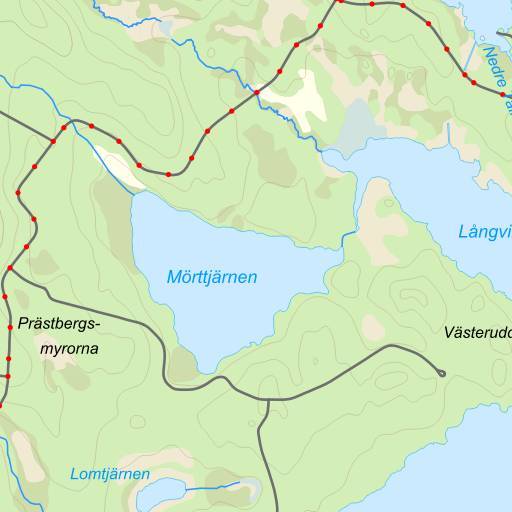 Nedre
Långvi
Mörttjärnen
Prästbergs-
myrorna
Västerudd
Lomtjärnen